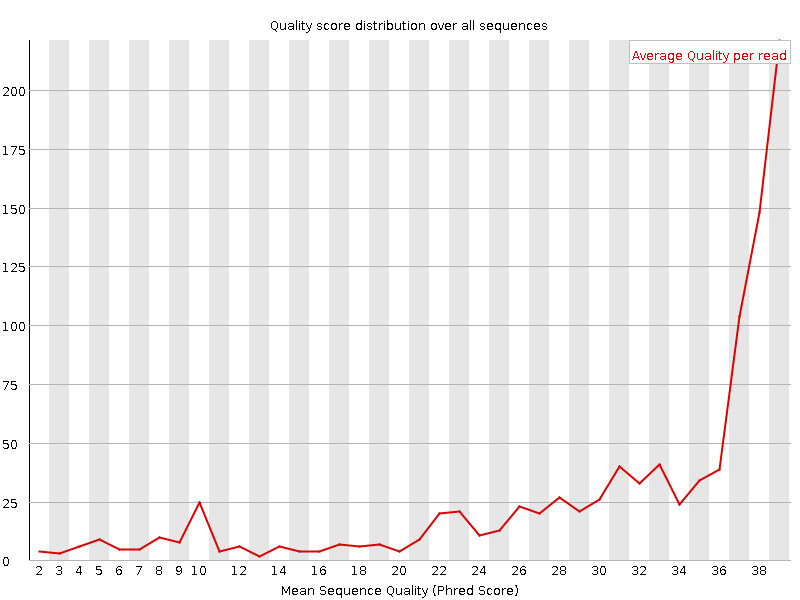 Quality score distribution over all sequences
Average Quality per read
200
175
150
125
100
75
50
25
0
2 3 4 5 6 7 8 9 10 12 14 16 18 20 22 24 26 28 30 32 34 36 38
Mean Sequence Quality (Phred Score)